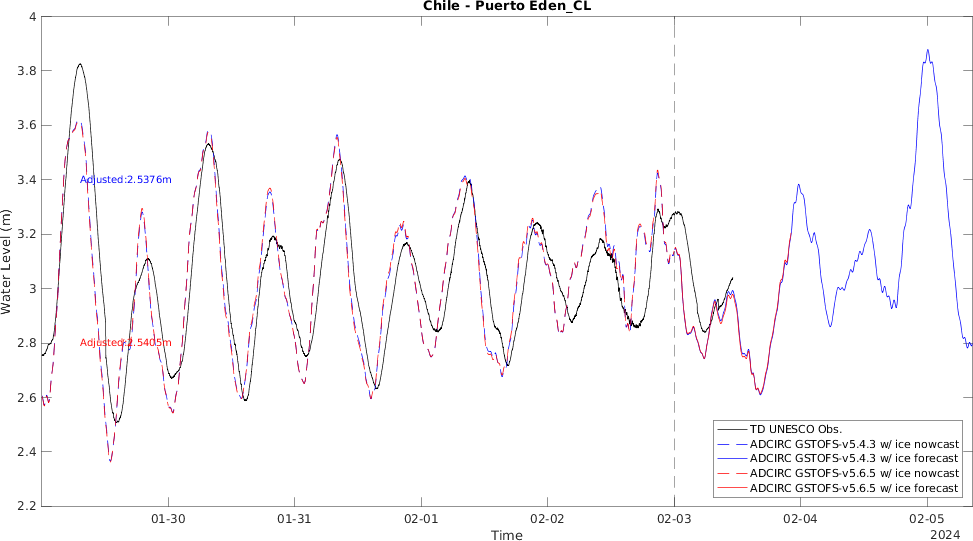 Chile - Puerto Eden_CL
4
3.8
3.6
3.4
3.2
3
2.8
2.6
2.4
2.2
Water Level (m)
Adjusted:2.5376m
Adjusted:2.5405m
TD UNESCO Obs.
ADCIRC GSTOFS-v5.4.3 w/ ice nowcast
ADCIRC GSTOFS-v5.4.3 w/ ice forecast
ADCIRC GSTOFS-v5.6.5 w/ ice nowcast
ADCIRC GSTOFS-v5.6.5 w/ ice forecast
01-30 01-31 02-01 02-02 02-03 02-04 02-05
Time
2024